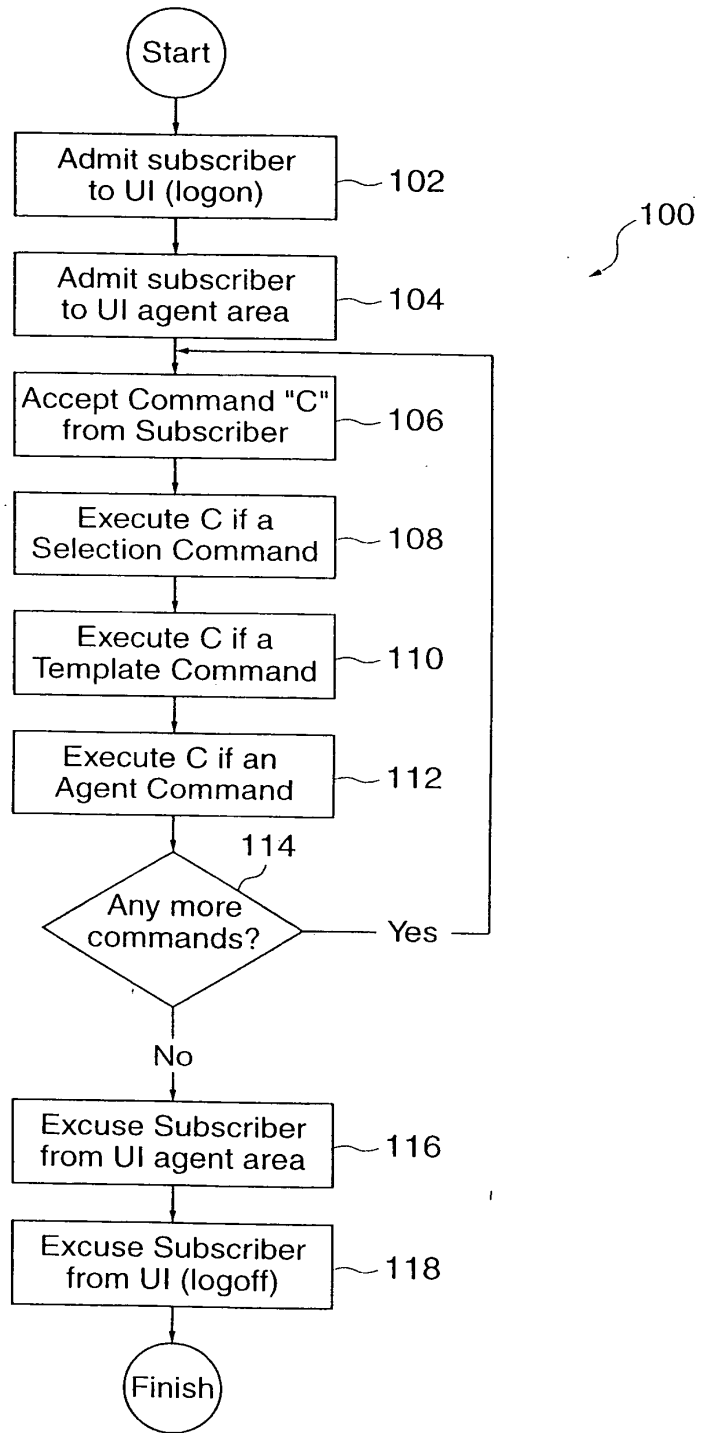 Start
Admit subscriber
to UI (logon)
102
100
Admit subscriber
to UI agent area
104
Accept Command "C"
from Subscriber
106
Execute C if a
Selection Command
108
Execute C if a
Template Command
110
Execute C if an
Agent Command
112
114
Any more
commands?
Yes
No
Excuse Subscriber
from UI agent area
116
Excuse Subscriber
from UI (logoff)
118
Finish